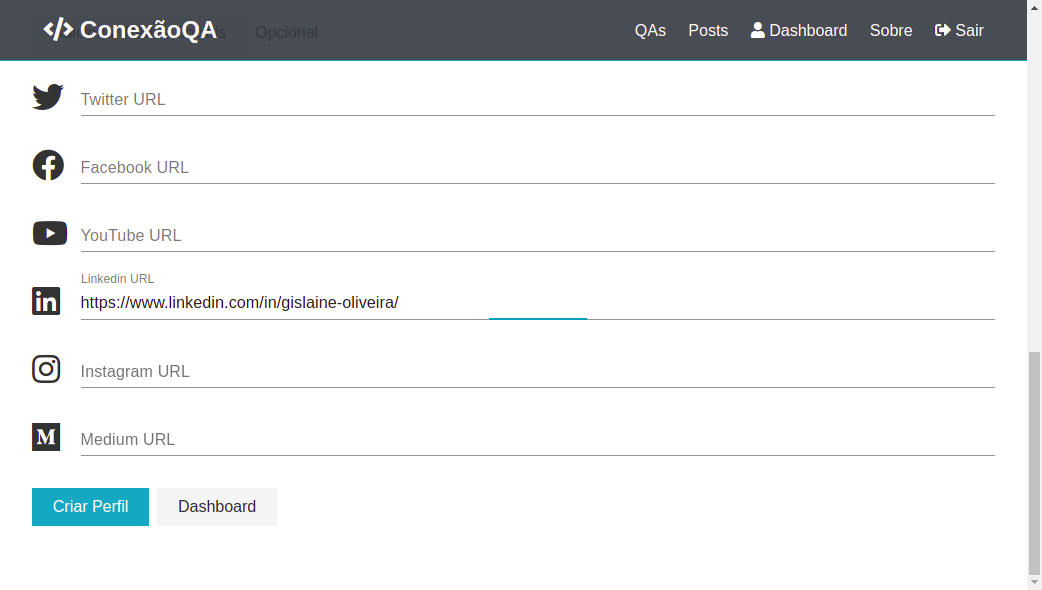 ConexãoQA
Opcional
QAs Posts Dashboard Sobre Sair
Twitter URL
Facebook URL
YouTube URL
Linkedin URL
https://www.linkedin.com/in/gislaine-oliveira/
Instagram URL
Medium URL
Criar Perfil Dashboard